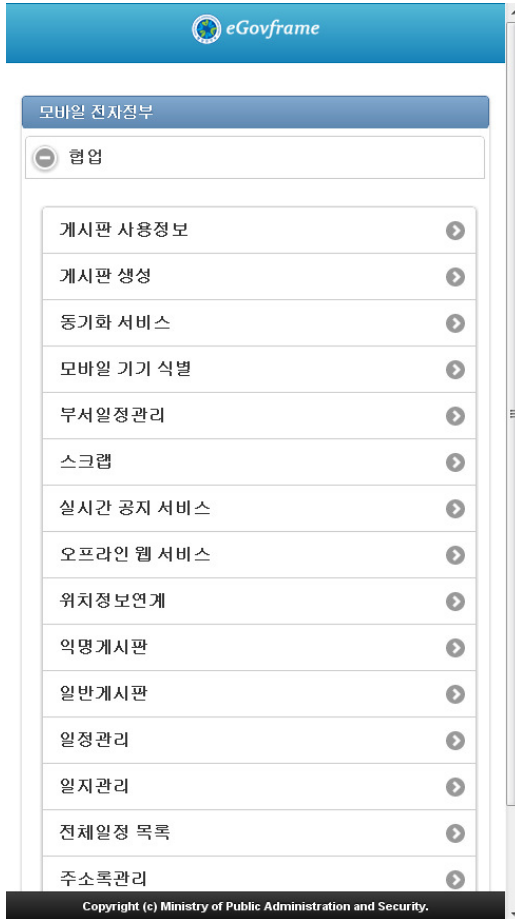 eGovframe
모바일 전자정부
협업
게시판 사용정보
게시판 생성
동기화 서비스
모바일 기기 식별
부서일정관리
스크랩
실시간 공지 서비스
오프라인 웹 서비스
위치정보연계
익명게시판
일반게시판
일정관리
일지관리
전체일정 목록
주소록관리
Copyright (c) Ministry of Public Administration and Security.